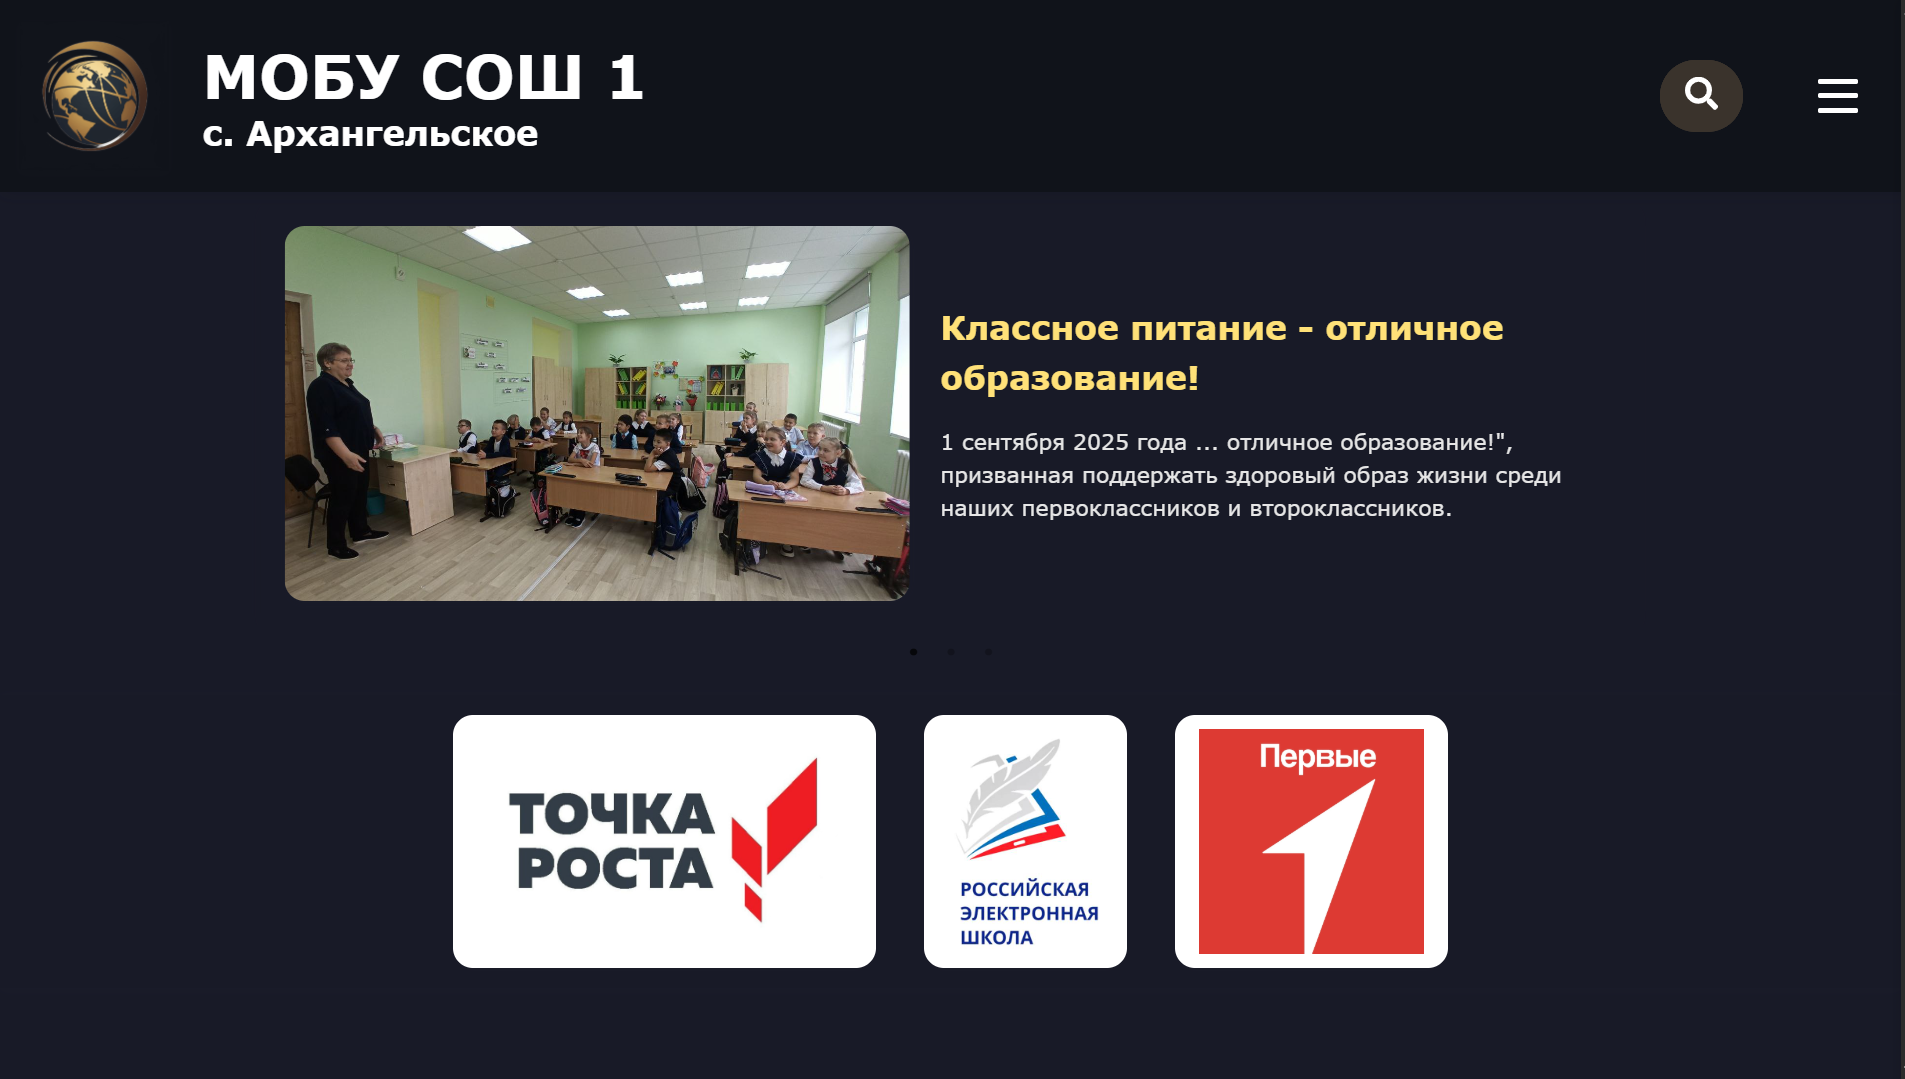 МОБУ СОШ 1
с. Архангельское
Классное питание - отличное
образование!
1 сентября 2025 года ... отличное образование!",
призванная поддержать здоровый образ жизни среди
наших первоклассников и второклассников.
ТОЧКА
РОСТА
РОССИЙСКАЯ
ЭЛЕКТРОННАЯ
ШКОЛА
Первые